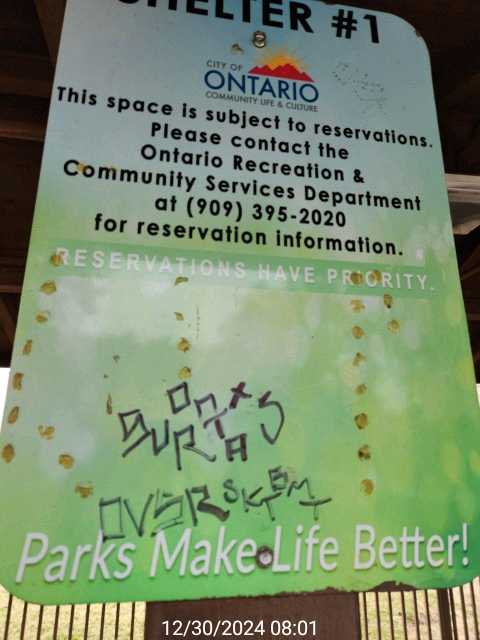 SHELTER #1
CITY OF
ONTARIO
COMMUNITY LIFE & CULTURE
This space is subject to reservations.
Please contact the
Ontario Recreation &
Community Services Department
at (909) 395-2020
for reservation information.
RESERVATIONS HAVE PRIORITY.
Parks Make Life Better!
12/30/2024 08:01